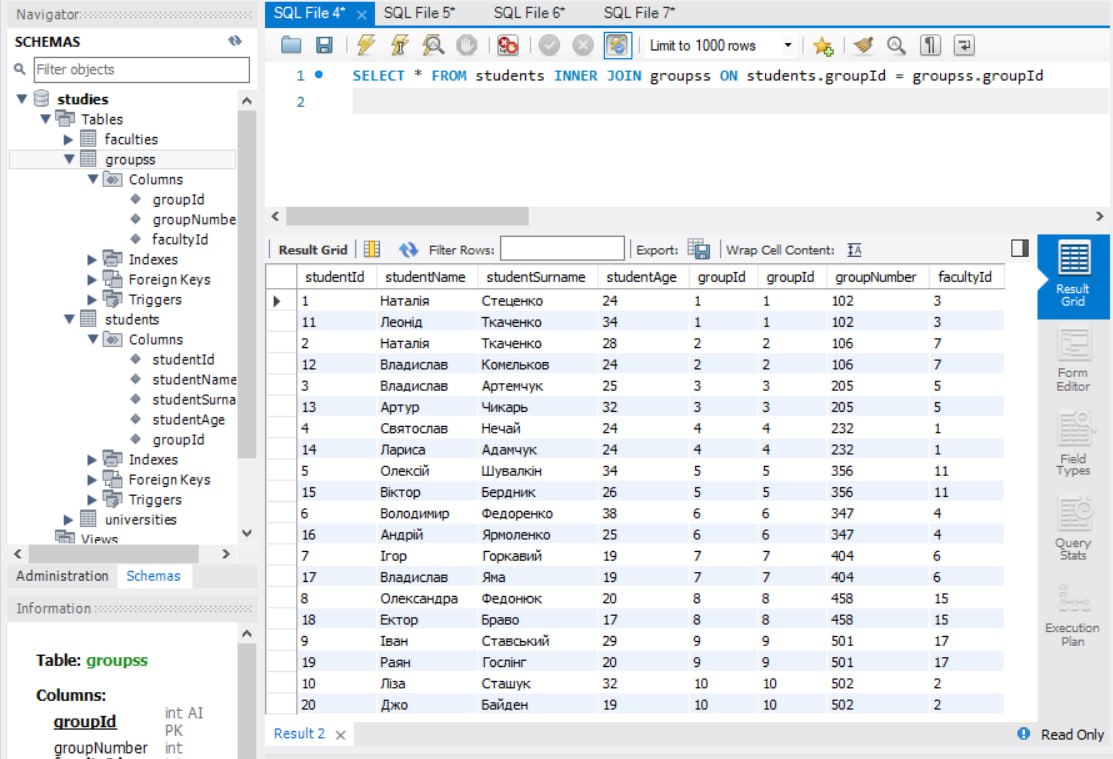 Navigator
SCHEMAS
Filter objects
studies
Tables
faculties
groupss
Columns
groupId
groupNumbe
facultyId
Indexes
Foreign Keys
Triggers
students
Columns
studentId
studentName
studentSurna
studentAge
groupId
Indexes
Foreign Keys
Triggers
universities
Views
Administration Schemas
Information
Table: groupss
Columns:
groupId int AI PK
groupNumber int
SQL File 4* SQL File 5* SQL File 6* SQL File 7*
Limit to 1000 rows
1 SELECT * FROM students INNER JOIN groupss ON students.groupId = groupss.groupId
2
Result Grid Filter Rows: Export: Wrap Cell Content:
studentId studentName studentSurname studentAge groupId groupId groupNumber facultyId
1 Наталія Стеценко 24 1 1 102 3
11 Леонід Ткаченко 34 1 1 102 3
2 Наталія Ткаченко 28 2 2 106 7
12 Владислав Комєльков 24 2 2 106 7
3 Владислав Артемчук 25 3 3 205 5
13 Артур Чикарь 32 3 3 205 5
4 Святослав Нечай 24 4 4 232 1
14 Лариса Адамчук 24 4 4 232 1
5 Олексій Шувалкін 34 5 5 356 11
15 Віктор Бердник 26 5 5 356 11
6 Володимир Федоренко 38 6 6 347 4
16 Андрій Ярмоленко 25 6 6 347 4
7 Ігор Горкавий 19 7 7 404 6
17 Владислав Яма 19 7 7 404 6
8 Олександра Федонюк 20 8 8 458 15
18 Ектор Браво 17 8 8 458 15
9 Іван Ставський 29 9 9 501 17
19 Раян Гослінг 20 9 9 501 17
10 Ліза Сташук 32 10 10 502 2
20 Джо Байден 19 10 10 502 2
Result Grid
Form Editor
Field Types
Query Stats
Execution Plan
Result 2
Read Only